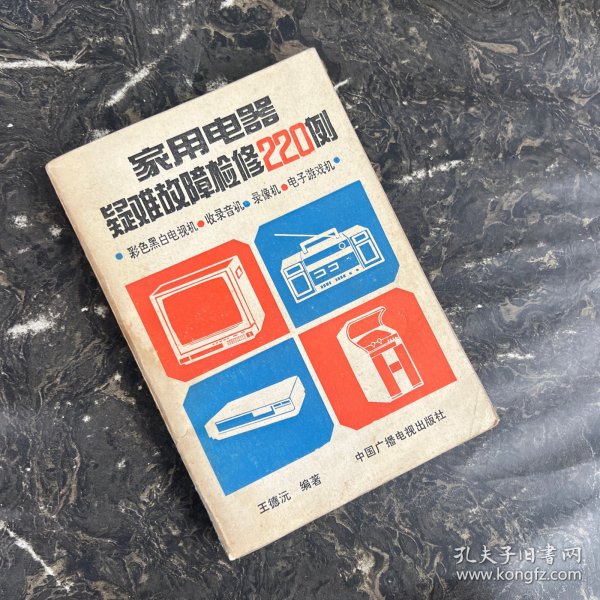 家用电器
疑难故障检修220例
•彩色黑白电视机•收录音机•录像机•电子游戏机•
王德沅 编著
中国广播电视出版社
孔夫子旧書网
www.kongfz.com